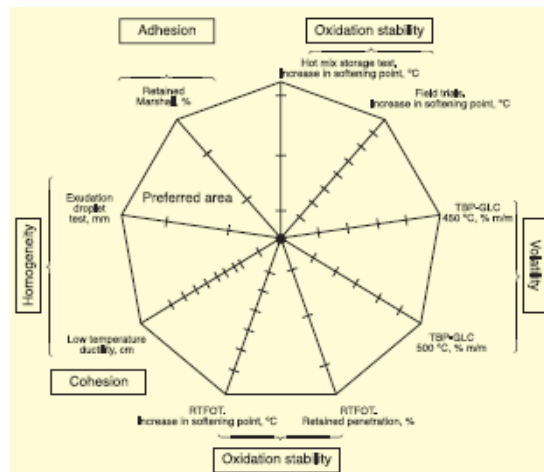 Adhesion
Oxidation stability
Hot mix storage test,
Increase in softening point, °C
Retained
Marshall, %
Field trials,
Increase in softening point, °C
Exudation
droplet
test, mm
Preferred area
TBP-GLC
450 °C, % m/m
Homogeneity
Volatility
Low temperature
ductility, cm
TBP-GLC
500 °C, % m/m
Cohesion
RTFOT.
Increase in softening point, °C
RTFOT.
Retained penetration, %
Oxidation stability